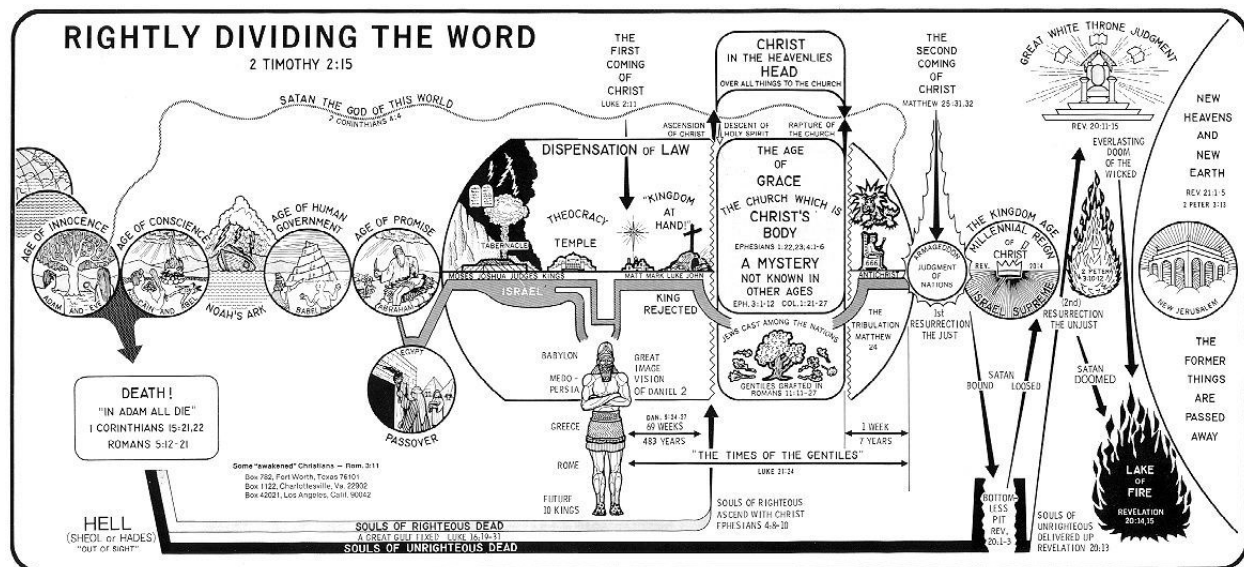 RIGHTLY DIVIDING THE WORD
2 TIMOTHY 2:15
SATAN THE GOD OF THIS WORLD
2 CORINTHIANS 4:4
THE
FIRST
COMING
OF
CHRIST
LUKE 2:11
CHRIST
IN THE HEAVENLIES
HEAD
OVER ALL THINGS TO THE CHURCH
THE
SECOND
COMING
OF
CHRIST
MATTHEW 25:31,32
GREAT WHITE THRONE JUDGMENT
REV. 20:11-15
NEW
HEAVENS
AND
NEW
EARTH
REV. 21:1-5
2 PETER 3:13
NEW JERUSALEM
THE
FORMER
THINGS
ARE
PASSED
AWAY
AGE OF INNOCENCE
ADAM AND EVE
AGE OF CONSCIENCE
CAIN AND ABEL
NOAH'S ARK
AGE OF HUMAN
GOVERNMENT
BABEL
AGE OF PROMISE
ABRAHAM
EGYPT
PASSOVER
DEATH!
"IN ADAM ALL DIE"
1 CORINTHIANS 15:21,22
ROMANS 5:12-21
DISPENSATION OF LAW
TABERNACLE
THEOCRACY
TEMPLE
"KINGDOM
AT
HAND!"
MOSES JOSHUA JUDGES KINGS
MATT MARK LUKE JOHN
ISRAEL
KING
REJECTED
ASCENSION
OF CHRIST
DESCENT OF
HOLY SPIRIT
RAPTURE OF
THE CHURCH
THE AGE
OF
GRACE
THE CHURCH WHICH IS
CHRIST'S
BODY
EPHESIANS 1:22,23,4:1-6
A MYSTERY
NOT KNOWN IN
OTHER AGES
EPH. 3:1-12 COL. 1:21-27
JEWS CAST AMONG THE NATIONS
GENTILES GRAFTED IN
ROMANS 11:11-27
666
ANTICHRIST
THE
TRIBULATION
MATTHEW
24
ARMAGEDDON
JUDGMENT
OF NATIONS
1st
RESURRECTION
THE JUST
THE KINGDOM AGE
MILLENNIAL REIGN
OF
CHRIST
REV. 20:4
ISRAEL SUPREME
EVERLASTING
DOOM
OF THE
WICKED
2 PETER
3:10-12
(2nd)
RESURRECTION
THE UNJUST
SATAN
BOUND LOOSED
SATAN
DOOMED
LAKE
OF
FIRE
REVELATION
20:14,15
BOTTOM-
LESS
PIT
REV.
20:1-3
SOULS OF
UNRIGHTEOUS
DELIVERED UP
REVELATION 20:13
BABYLON
MEDO-
PERSIA
GREECE
ROME
FUTURE
10 KINGS
GREAT
IMAGE
VISION
OF DANIEL 2
DAN. 9:24-27
69 WEEKS
483 YEARS
1 WEEK
7 YEARS
"THE TIMES OF THE GENTILES"
LUKE 21:24
SOULS OF RIGHTEOUS
ASCEND WITH CHRIST
EPHESIANS 4:8-10
Some "awakened" Christians — Rom. 3:11
Box 782, Fort Worth, Texas 76101
Box 1122, Charlottesville, Va. 22902
Box 42021, Los Angeles, Calif. 90042
HELL
(SHEOL or HADES)
"OUT OF SIGHT"
SOULS OF RIGHTEOUS DEAD
A GREAT GULF FIXED LUKE 16:19-31
SOULS OF UNRIGHTEOUS DEAD